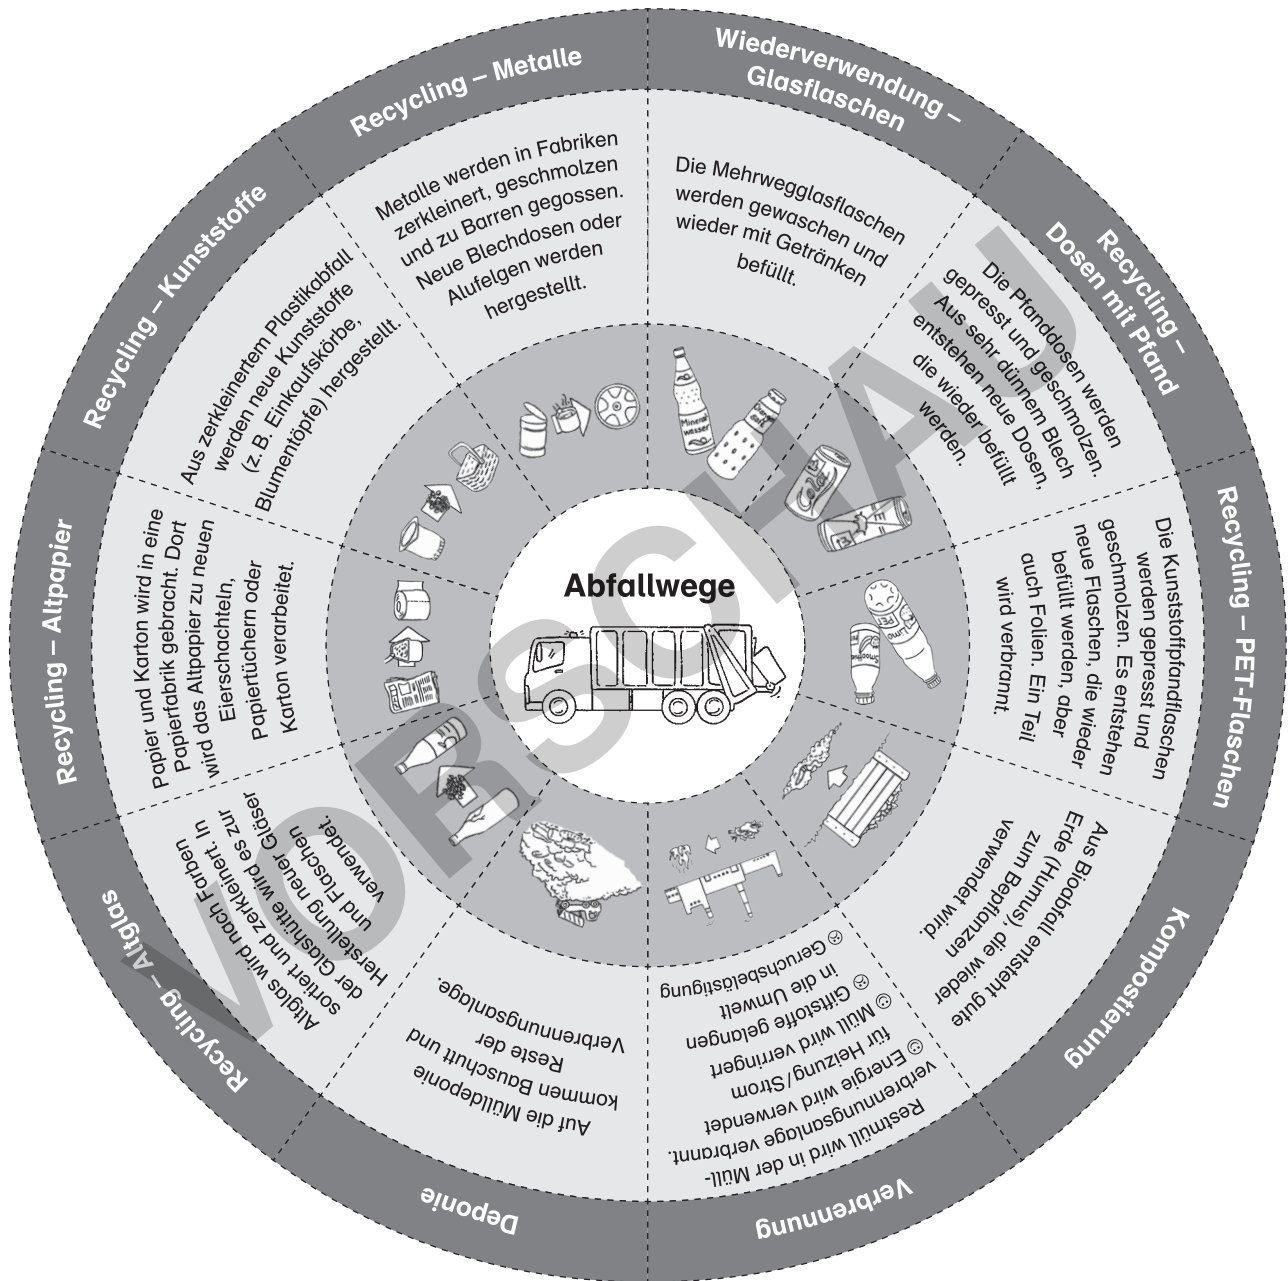 Abfallwege
Wiederverwendung –
Glasflaschen
Die Mehrwegglasflaschen
werden gewaschen und
wieder mit Getränken
befüllt.
Mineral
wasser
Recycling –
Dosen mit Pfand
Die Pfanddosen werden
gepresst und geschmolzen.
Aus sehr dünnem Blech
entstehen neue Dosen,
die wieder befüllt
werden.
Cola
Recycling – PET-Flaschen
Die Kunststoffpfandflaschen
werden gepresst und
geschmolzen. Es entstehen
neue Flaschen, die wieder
befüllt werden, aber
auch Folien. Ein Teil
wird verbrannt.
Limo
PET
Smoothie
Kompostierung
Aus Bioabfall entsteht gute
Erde (Humus), die wieder
zum Bepflanzen
verwendet wird.
Verbrennung
Restmüll wird in der Müll-
verbrennungsanlage verbrannt.
☺ Energie wird verwendet
für Heizung/Strom
☺ Müll wird verringert
☹ Giftstoffe gelangen
in die Umwelt
☹ Geruchsbelästigung
Deponie
Auf die Mülldeponie
kommen Bauschutt und
Reste der
Verbrennungsanlage.
Recycling – Altglas
Altglas wird nach Farben
sortiert und zerkleinert. In
der Glashütte wird es zur
Herstellung neuer Gläser
und Flaschen
verwendet.
Recycling – Altpapier
Papier und Karton wird in eine
Papierfabrik gebracht. Dort
wird das Altpapier zu neuen
Eierschachteln,
Papiertüchern oder
Karton verarbeitet.
Recycling – Kunststoffe
Aus zerkleinertem Plastikabfall
werden neue Kunststoffe
(z. B. Einkaufskörbe,
Blumentöpfe) hergestellt.
Recycling – Metalle
Metalle werden in Fabriken
zerkleinert, geschmolzen
und zu Barren gegossen.
Neue Blechdosen oder
Alufelgen werden
hergestellt.
VORSCHAU